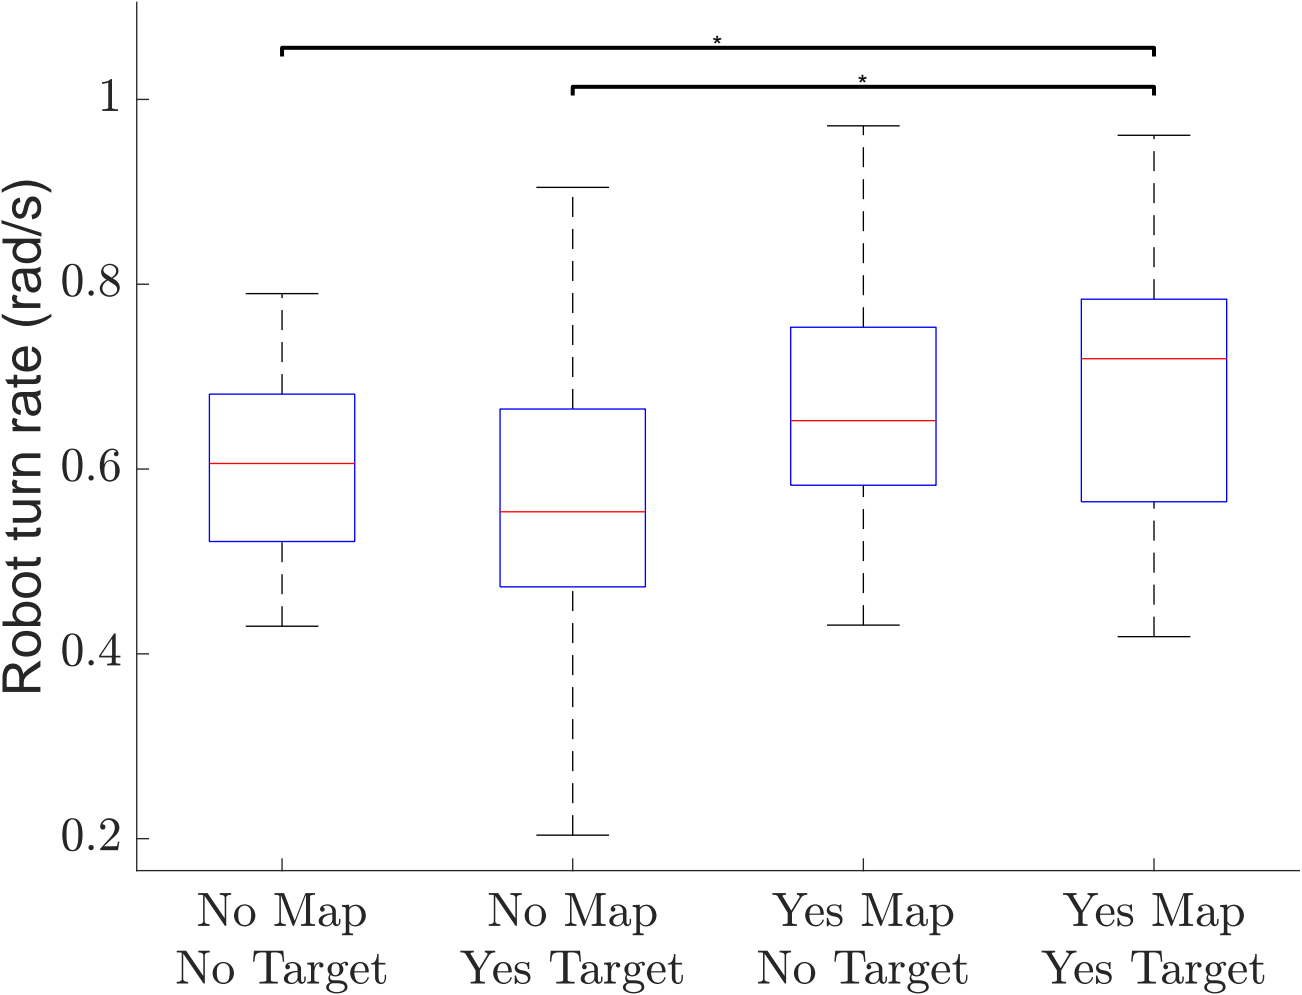 *
*
1
0.8
0.6
0.4
0.2
Robot turn rate (rad/s)
No Map
No Target
No Map
Yes Target
Yes Map
No Target
Yes Map
Yes Target